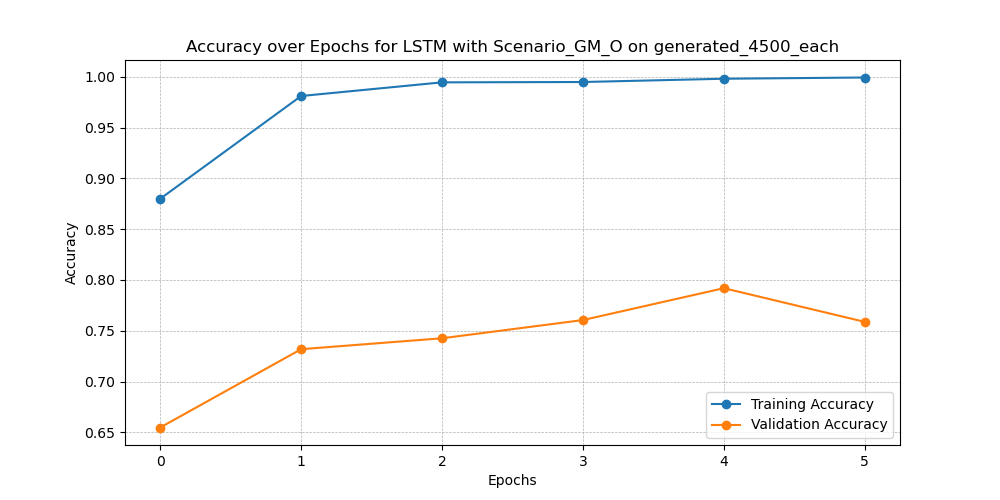 Accuracy over Epochs for LSTM with Scenario_GM_O on generated_4500_each
1.00
0.95
0.90
0.85
0.80
0.75
0.70
0.65
Accuracy
0 1 2 3 4 5
Epochs
Training Accuracy
Validation Accuracy